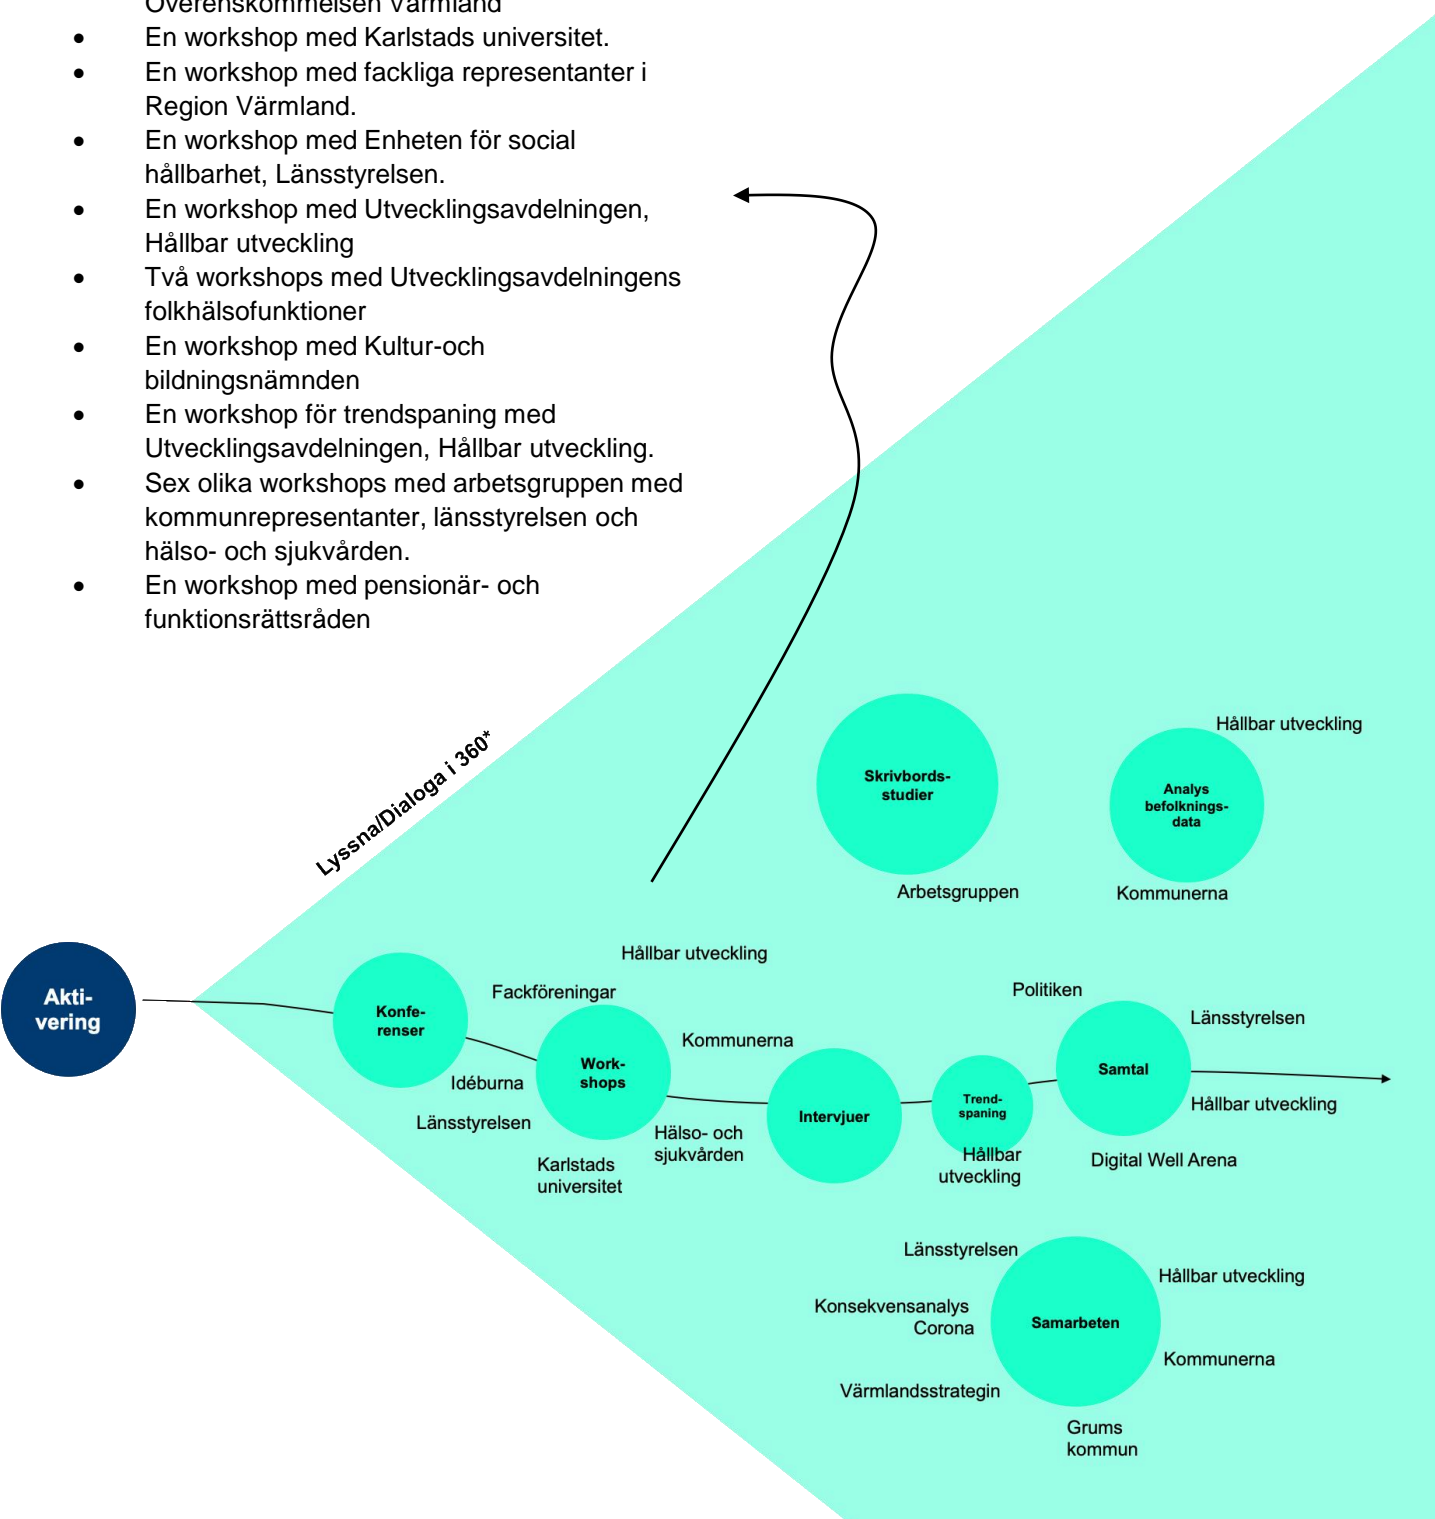 Överenskommelsen Värmland
• En workshop med Karlstads universitet.
• En workshop med fackliga representanter i
Region Värmland.
• En workshop med Enheten för social
hållbarhet, Länsstyrelsen.
• En workshop med Utvecklingsavdelningen,
Hållbar utveckling
• Två workshops med Utvecklingsavdelningens
folkhälsofunktioner
• En workshop med Kultur-och
bildningsnämnden
• En workshop för trendspaning med
Utvecklingsavdelningen, Hållbar utveckling.
• Sex olika workshops med arbetsgruppen med
kommunrepresentanter, länsstyrelsen och
hälso- och sjukvården.
• En workshop med pensionär- och
funktionsrättsråden
Lyssna/Dialoga i 360*
Skrivbords-
studier
Arbetsgruppen
Hållbar utveckling
Analys
befolknings-
data
Kommunerna
Akti-
vering
Konfe-
renser
Hållbar utveckling
Fackföreningar
Kommunerna
Work-
shops
Idéburna
Länsstyrelsen
Karlstads
universitet
Hälso- och
sjukvården
Intervjuer
Trend-
spaning
Hållbar
utveckling
Politiken
Länsstyrelsen
Samtal
Hållbar utveckling
Digital Well Arena
Länsstyrelsen
Hållbar utveckling
Konsekvensanalys
Corona
Samarbeten
Kommunerna
Värmlandsstrategin
Grums
kommun